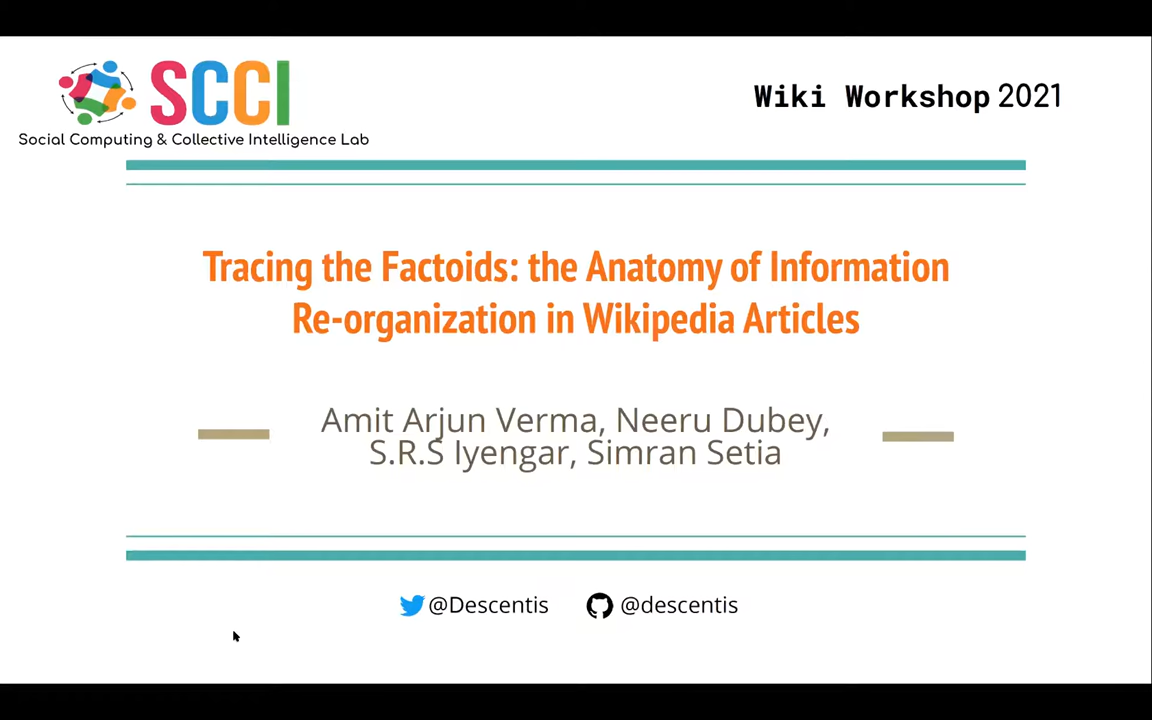 SCCI
Social Computing & Collective Intelligence Lab
Wiki Workshop 2021
Tracing the Factoids: the Anatomy of Information
Re-organization in Wikipedia Articles
Amit Arjun Verma, Neeru Dubey,
S.R.S Iyengar, Simran Setia
@Descentis
@descentis